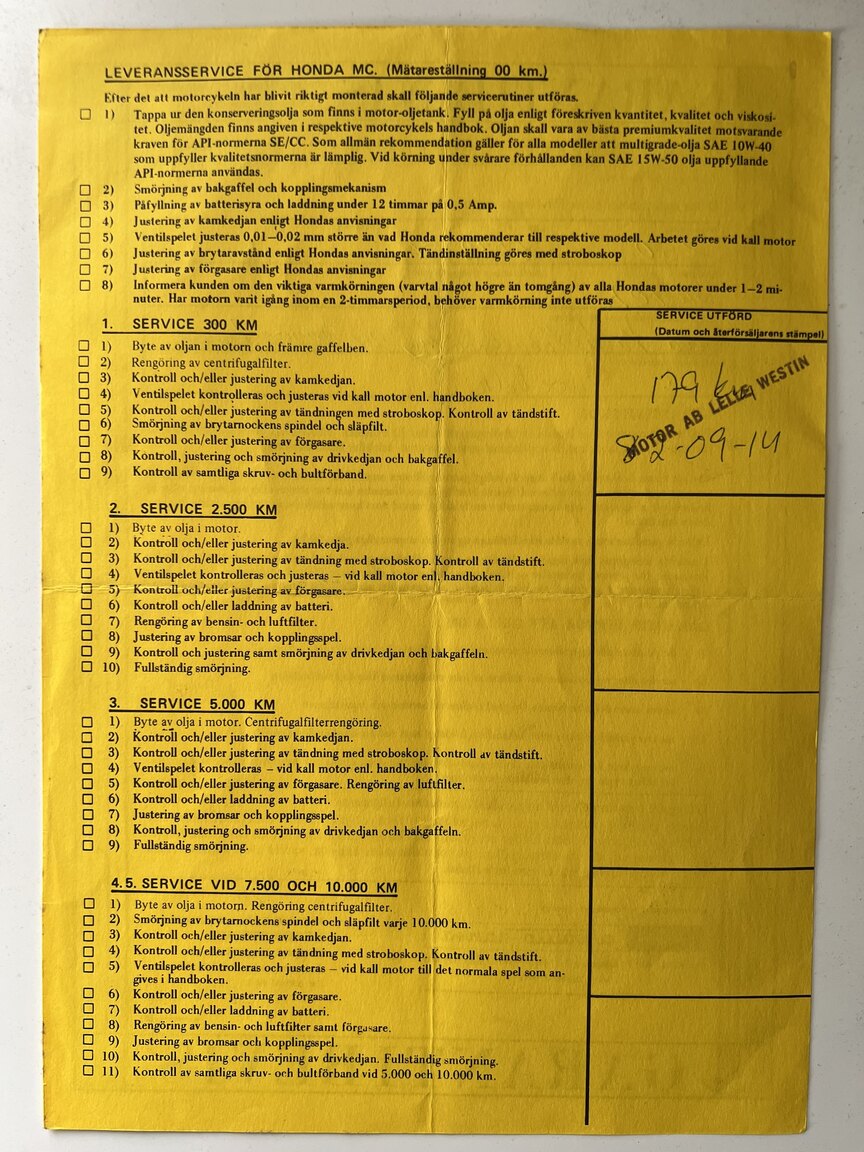 LEVERANSSERVICE FÖR HONDA MC. (Mätareställning 00 km.)
Efter det att motorcykeln har blivit riktigt monterad skall följande servicerutiner utföras.
1) Tappa ur den konserveringsolja som finns i motor-oljetank. Fyll på olja enligt föreskriven kvantitet, kvalitet och viskosi-
tet. Oljemängden finns angiven i respektive motorcykels handbok. Oljan skall vara av bästa premiumkvalitet motsvarande
kraven för API-normerna SE/CC. Som allmän rekommendation gäller för alla modeller att multigrade-olja SAE 10W-40
som uppfyller kvalitetsnormerna är lämplig. Vid körning under svårare förhållanden kan SAE 15W-50 olja uppfyllande
API-normerna användas.
2) Smörjning av bakgaffel och kopplingsmekanism
3) Påfyllning av batterisyra och laddning under 12 timmar på 0,5 Amp.
4) Justering av kamkedjan enligt Hondas anvisningar
5) Ventilspelet justeras 0,01–0,02 mm större än vad Honda rekommenderar till respektive modell. Arbetet göres vid kall motor
6) Justering av brytaravstånd enligt Hondas anvisningar. Tändinställning göres med stroboskop
7) Justering av förgasare enligt Hondas anvisningar
8) Informera kunden om den viktiga varmkörningen (varvtal något högre än tomgång) av alla Hondas motorer under 1–2 mi-
nuter. Har motorn varit igång inom en 2-timmarsperiod, behöver varmkörning inte utföras
SERVICE UTFÖRD
(Datum och återförsäljarens stämpel)
1. SERVICE 300 KM
1) Byte av oljan i motorn och främre gaffelben.
2) Rengöring av centrifugalfilter.
3) Kontroll och/eller justering av kamkedjan.
4) Ventilspelet kontrolleras och justeras vid kall motor enl. handboken.
5) Kontroll och/eller justering av tändningen med stroboskop. Kontroll av tändstift.
6) Smörjning av brytarnockens spindel och släpfilt.
7) Kontroll och/eller justering av förgasare.
8) Kontroll, justering och smörjning av drivkedjan och bakgaffel.
9) Kontroll av samtliga skruv- och bultförband.
179 km
MOTOR AB LELLE WESTIN
82-09-14
2. SERVICE 2.500 KM
1) Byte av olja i motor.
2) Kontroll och/eller justering av kamkedja.
3) Kontroll och/eller justering av tändning med stroboskop. Kontroll av tändstift.
4) Ventilspelet kontrolleras och justeras – vid kall motor enl. handboken.
5) Kontroll och/eller justering av förgasare.
6) Kontroll och/eller laddning av batteri.
7) Rengöring av bensin- och luftfilter.
8) Justering av bromsar och kopplingsspel.
9) Kontroll och justering samt smörjning av drivkedjan och bakgaffeln.
10) Fullständig smörjning.
3. SERVICE 5.000 KM
1) Byte av olja i motor. Centrifugalfilterrengöring.
2) Kontroll och/eller justering av kamkedjan.
3) Kontroll och/eller justering av tändning med stroboskop. Kontroll av tändstift.
4) Ventilspelet kontrolleras – vid kall motor enl. handboken.
5) Kontroll och/eller justering av förgasare. Rengöring av luftfilter.
6) Kontroll och/eller laddning av batteri.
7) Justering av bromsar och kopplingsspel.
8) Kontroll, justering och smörjning av drivkedjan och bakgaffeln.
9) Fullständig smörjning.
4. 5. SERVICE VID 7.500 OCH 10.000 KM
1) Byte av olja i motorn. Rengöring centrifugalfilter.
2) Smörjning av brytarnockens spindel och släpfilt varje 10.000 km.
3) Kontroll och/eller justering av kamkedjan.
4) Kontroll och/eller justering av tändning med stroboskop. Kontroll av tändstift.
5) Ventilspelet kontrolleras och justeras – vid kall motor till det normala spel som an-
gives i handboken.
6) Kontroll och/eller justering av förgasare.
7) Kontroll och/eller laddning av batteri.
8) Rengöring av bensin- och luftfilter samt förgasare.
9) Justering av bromsar och kopplingsspel.
10) Kontroll, justering och smörjning av drivkedjan. Fullständig smörjning.
11) Kontroll av samtliga skruv- och bultförband vid 5.000 och 10.000 km.